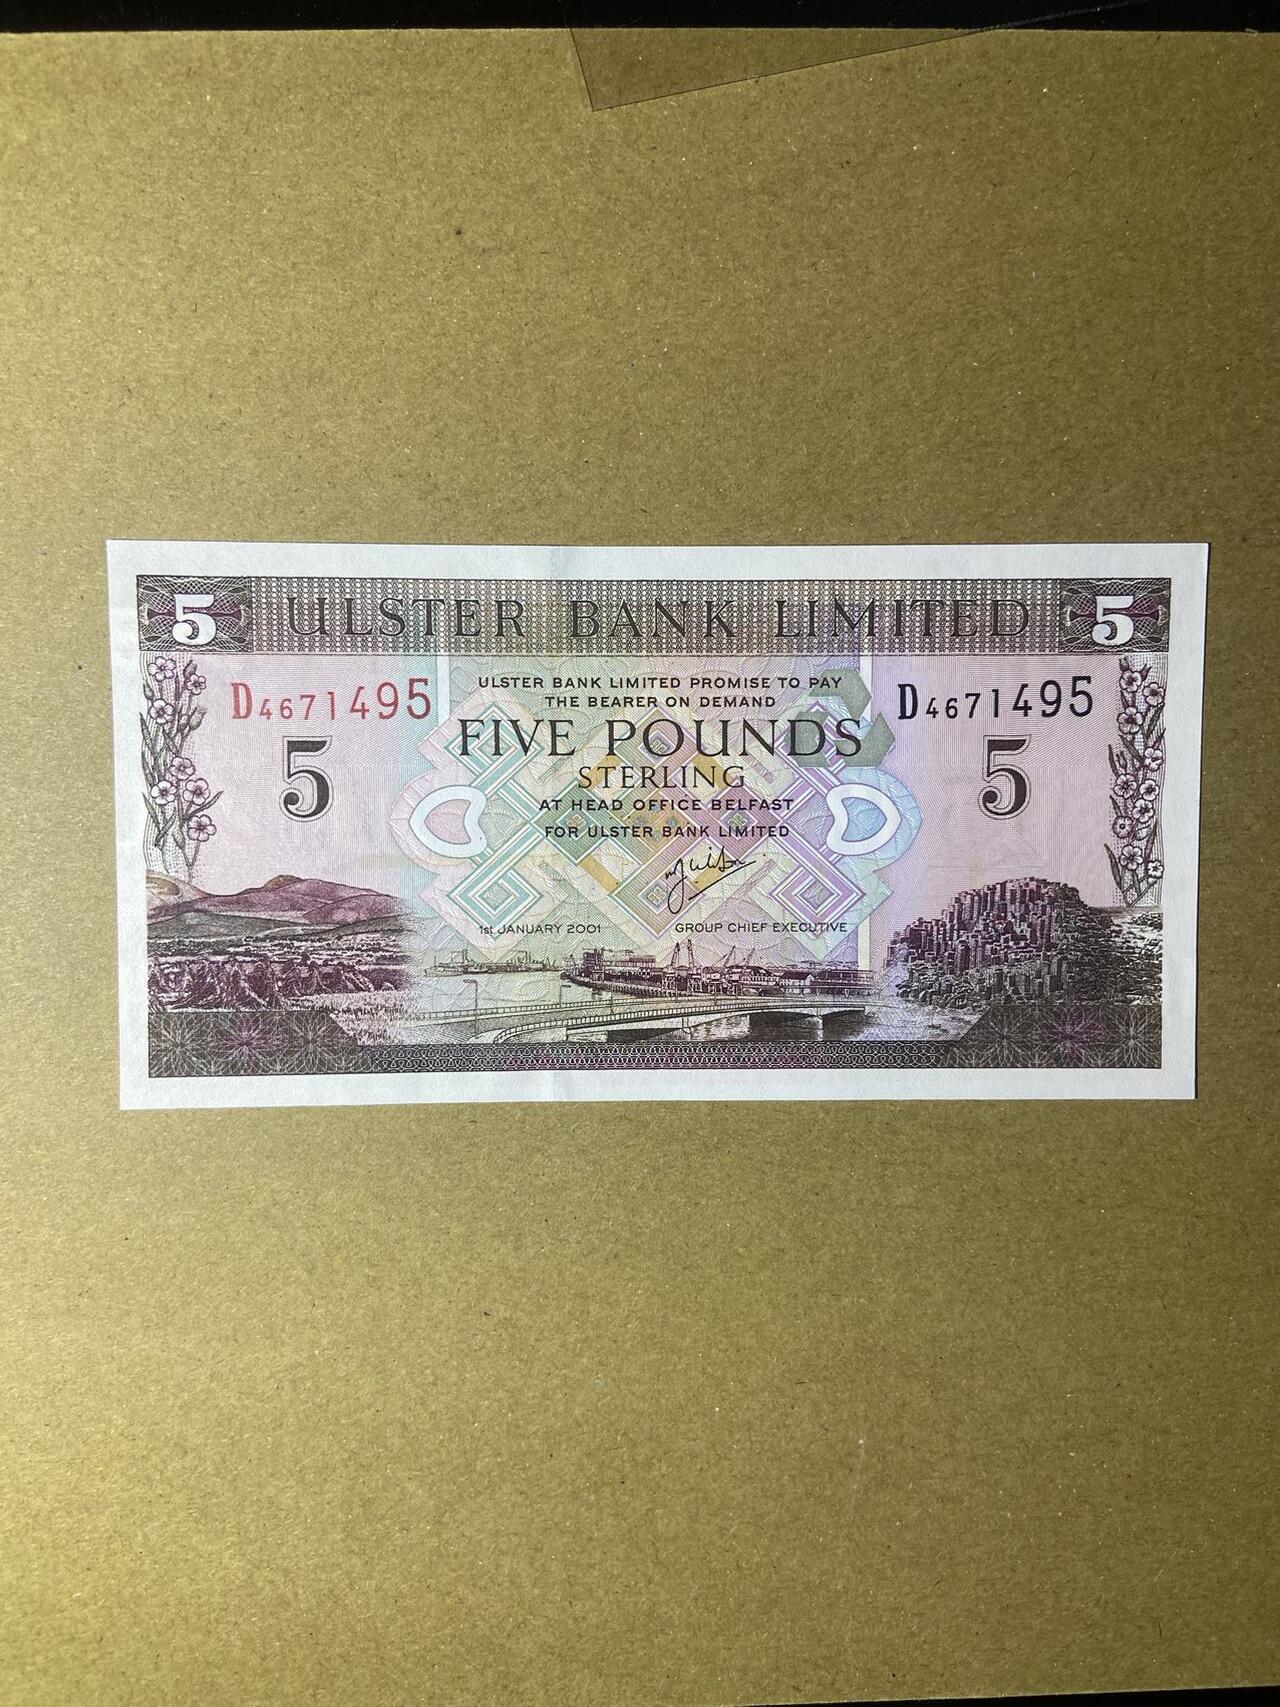 5 ULSTER BANK LIMITED 5
ULSTER BANK LIMITED PROMISE TO PAY
D4671495 THE BEARER ON DEMAND D4671495
FIVE POUNDS
5 STERLING 5
AT HEAD OFFICE BELFAST
FOR ULSTER BANK LIMITED
1st JANUARY 2001 GROUP CHIEF EXECUTIVE